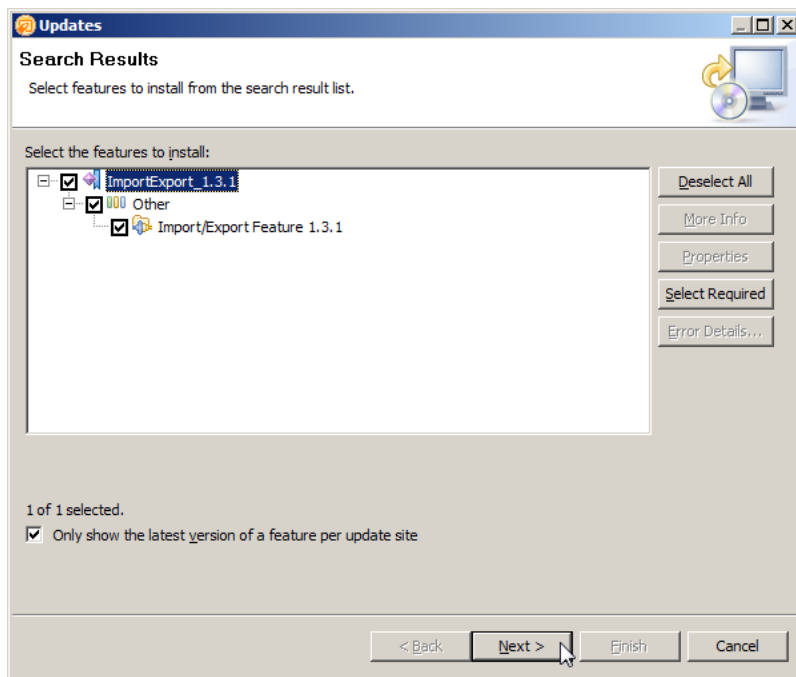 Updates
Search Results
Select features to install from the search result list.
Select the features to install:
ImportExport_1.3.1
Other
Import/Export Feature 1.3.1
Deselect All
More Info
Properties
Select Required
Error Details...
1 of 1 selected.
Only show the latest version of a feature per update site
< Back
Next >
Finish
Cancel